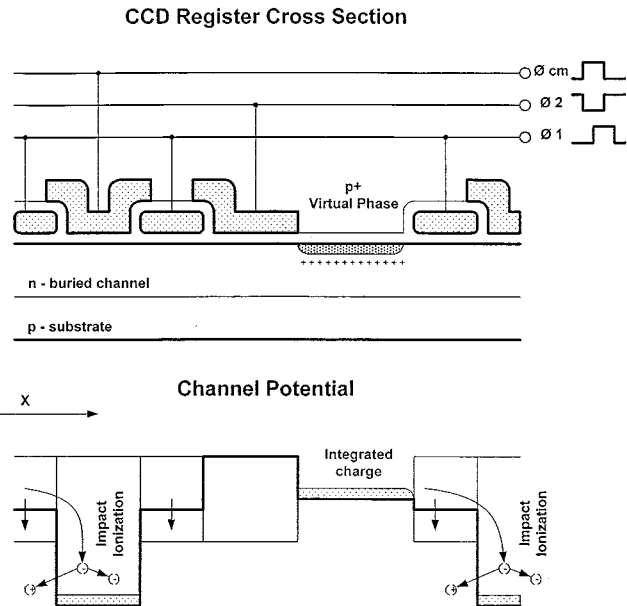 CCD Register Cross Section
Ø cm
Ø 2
Ø 1
p+
Virtual Phase
++++++++++++
n - buried channel
p - substrate
Channel Potential
X
Integrated
charge
Impact
Ionization
Impact
Ionization
(-)
(+)
(-)
(-)
(+)
(-)